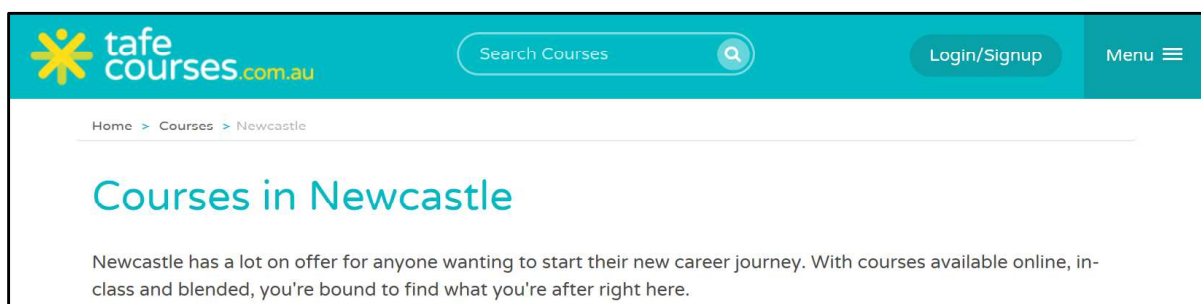 tafe
courses.com.au
Search Courses
Login/Signup
Menu
Home > Courses > Newcastle
Courses in Newcastle
Newcastle has a lot on offer for anyone wanting to start their new career journey. With courses available online, in-
class and blended, you're bound to find what you're after right here.